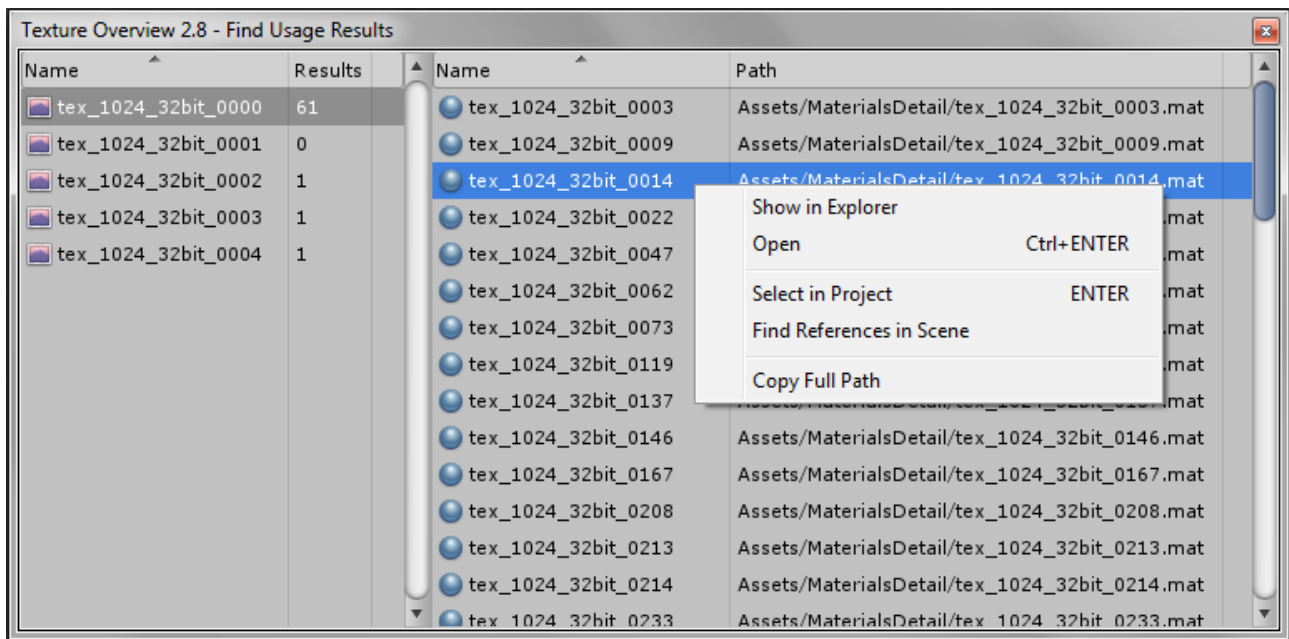 Texture Overview 2.8 - Find Usage Results
Name Results Name Path
tex_1024_32bit_0000 61 tex_1024_32bit_0003 Assets/MaterialsDetail/tex_1024_32bit_0003.mat
tex_1024_32bit_0001 0 tex_1024_32bit_0009 Assets/MaterialsDetail/tex_1024_32bit_0009.mat
tex_1024_32bit_0002 1 tex_1024_32bit_0014 Assets/MaterialsDetail/tex_1024_32bit_0014.mat
tex_1024_32bit_0003 1 tex_1024_32bit_0022 .mat
tex_1024_32bit_0004 1 tex_1024_32bit_0047 .mat
tex_1024_32bit_0062 .mat
tex_1024_32bit_0073 .mat
tex_1024_32bit_0119 .mat
tex_1024_32bit_0137 Assets/MaterialsDetail/tex_1024_32bit_0137.mat
tex_1024_32bit_0146 Assets/MaterialsDetail/tex_1024_32bit_0146.mat
tex_1024_32bit_0167 Assets/MaterialsDetail/tex_1024_32bit_0167.mat
tex_1024_32bit_0208 Assets/MaterialsDetail/tex_1024_32bit_0208.mat
tex_1024_32bit_0213 Assets/MaterialsDetail/tex_1024_32bit_0213.mat
tex_1024_32bit_0214 Assets/MaterialsDetail/tex_1024_32bit_0214.mat
tex_1024_32bit_0233 Assets/MaterialsDetail/tex_1024_32bit_0233.mat
Show in Explorer
Open Ctrl+ENTER
Select in Project ENTER
Find References in Scene
Copy Full Path